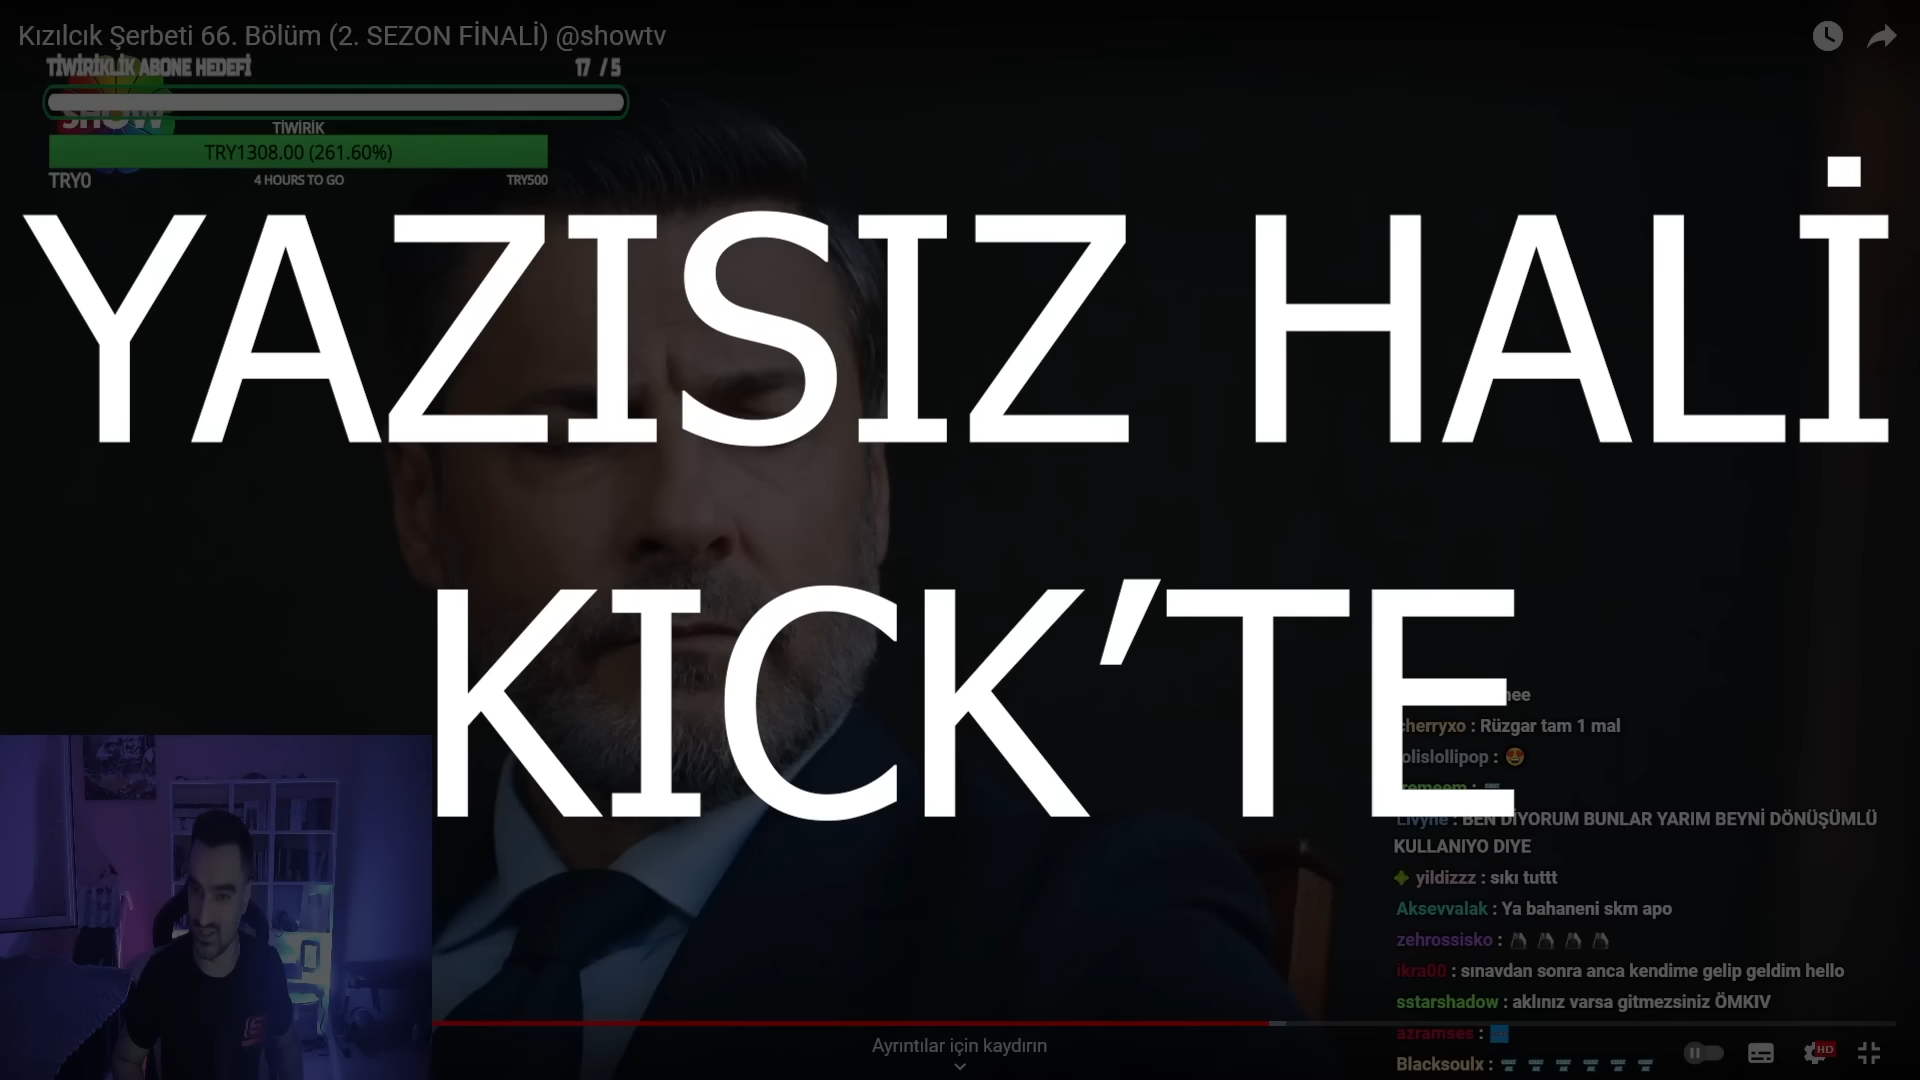 Kızılcık Şerbeti 66. Bölüm (2. SEZON FİNALİ) @showtv
TİWİRİKLİK ABONE HEDEFİ 17 / 5
SHOW
TİWİRİK
TRY1308.00 (261.60%)
TRY0 4 HOURS TO GO TRY500
YAZISIZ HALİ
KICK’TE
cherryxo : Rüzgar tam 1 mal
olislollipop :
Livyne : BEN DİYORUM BUNLAR YARIM BEYNİ DÖNÜŞÜMLÜ
KULLANIYO DIYE
yildizzz : sıkı tuttt
Aksevvalak : Ya bahaneni skm apo
zehrossisko :
ikra00 : sınavdan sonra anca kendime gelip geldim hello
sstarshadow : aklınız varsa gitmezsiniz ÖMKIV
azramses :
Blacksoulx :
Ayrıntılar için kaydırın
HD